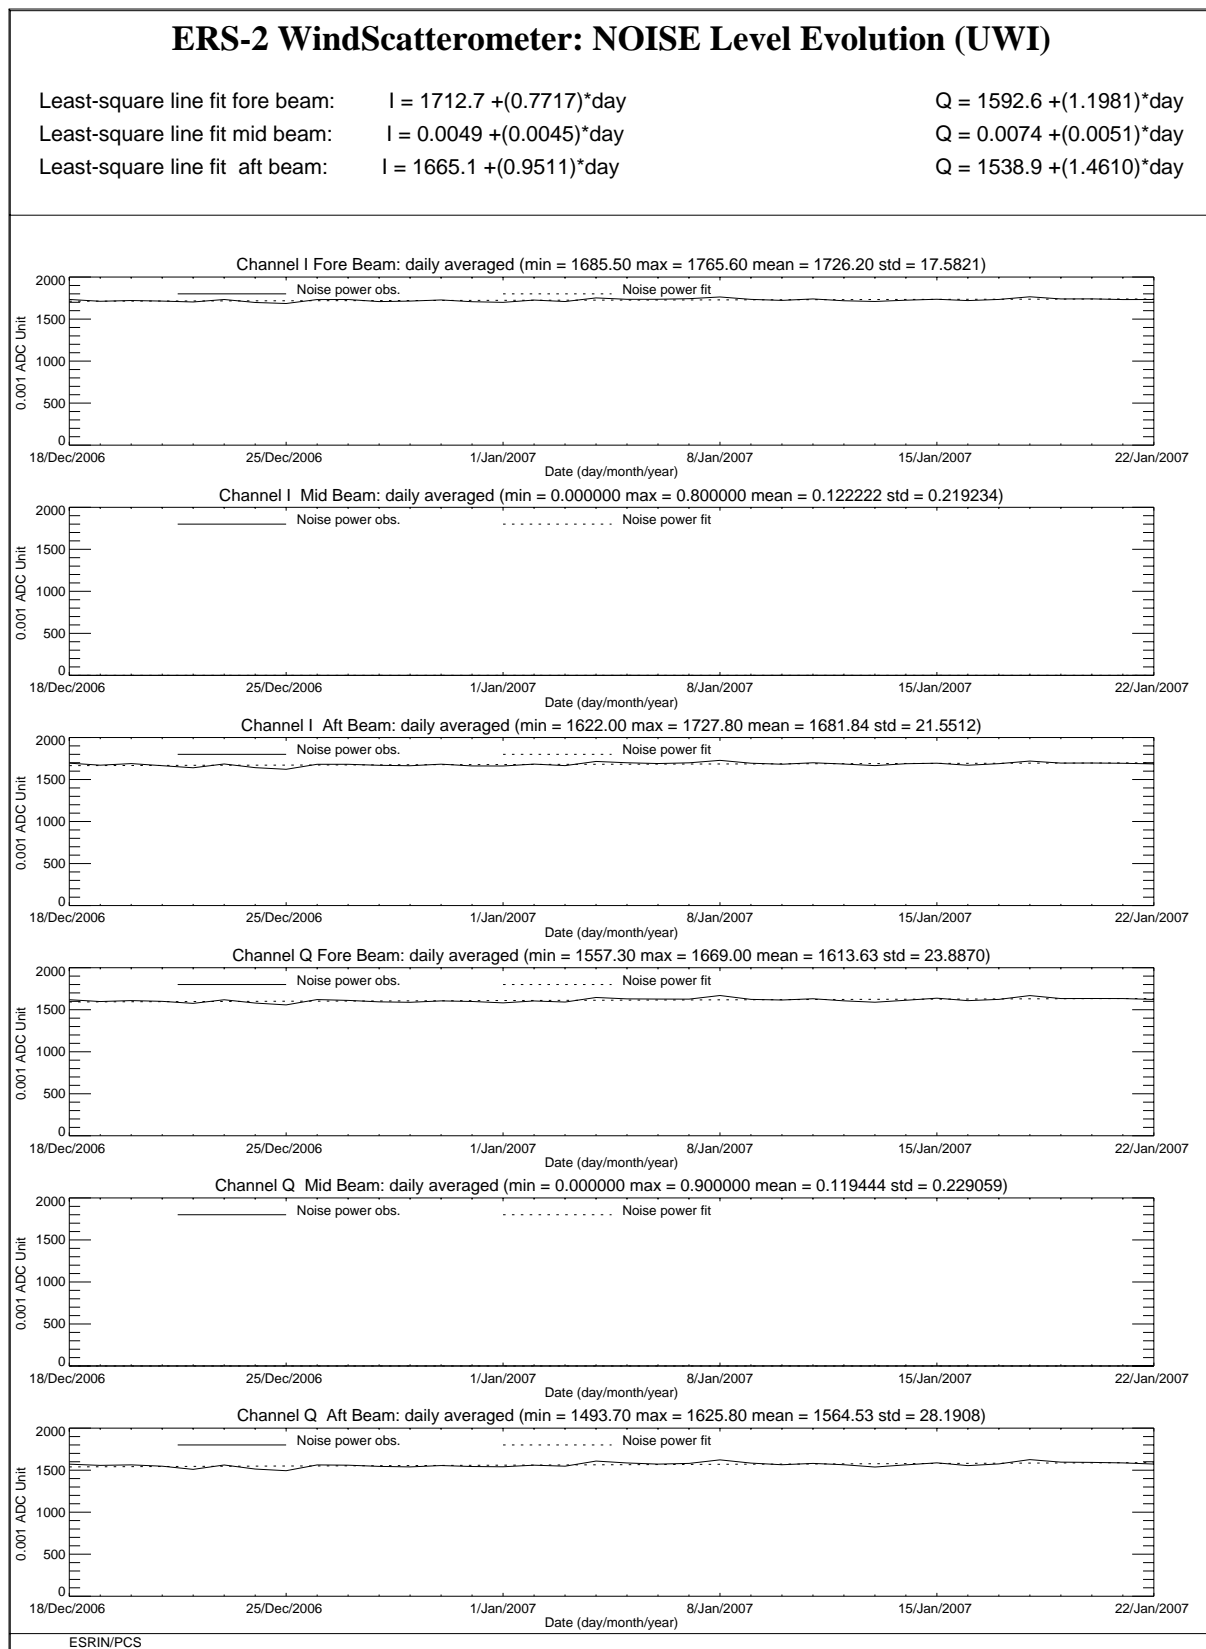 ERS-2 WindScatterometer: NOISE Level Evolution (UWI)
Least-square line fit fore beam: I = 1712.7 +(0.7717)*day Q = 1592.6 +(1.1981)*day
Least-square line fit mid beam: I = 0.0049 +(0.0045)*day Q = 0.0074 +(0.0051)*day
Least-square line fit aft beam: I = 1665.1 +(0.9511)*day Q = 1538.9 +(1.4610)*day
Channel I Fore Beam: daily averaged (min = 1685.50 max = 1765.60 mean = 1726.20 std = 17.5821)
2000
Noise power obs. Noise power fit
1500
1000
500
0
0.001 ADC Unit
18/Dec/2006 25/Dec/2006 1/Jan/2007 8/Jan/2007 15/Jan/2007 22/Jan/2007
Date (day/month/year)
Channel I Mid Beam: daily averaged (min = 0.000000 max = 0.800000 mean = 0.122222 std = 0.219234)
2000
Noise power obs. Noise power fit
1500
1000
500
0
0.001 ADC Unit
18/Dec/2006 25/Dec/2006 1/Jan/2007 8/Jan/2007 15/Jan/2007 22/Jan/2007
Date (day/month/year)
Channel I Aft Beam: daily averaged (min = 1622.00 max = 1727.80 mean = 1681.84 std = 21.5512)
2000
Noise power obs. Noise power fit
1500
1000
500
0
0.001 ADC Unit
18/Dec/2006 25/Dec/2006 1/Jan/2007 8/Jan/2007 15/Jan/2007 22/Jan/2007
Date (day/month/year)
Channel Q Fore Beam: daily averaged (min = 1557.30 max = 1669.00 mean = 1613.63 std = 23.8870)
2000
Noise power obs. Noise power fit
1500
1000
500
0
0.001 ADC Unit
18/Dec/2006 25/Dec/2006 1/Jan/2007 8/Jan/2007 15/Jan/2007 22/Jan/2007
Date (day/month/year)
Channel Q Mid Beam: daily averaged (min = 0.000000 max = 0.900000 mean = 0.119444 std = 0.229059)
2000
Noise power obs. Noise power fit
1500
1000
500
0
0.001 ADC Unit
18/Dec/2006 25/Dec/2006 1/Jan/2007 8/Jan/2007 15/Jan/2007 22/Jan/2007
Date (day/month/year)
Channel Q Aft Beam: daily averaged (min = 1493.70 max = 1625.80 mean = 1564.53 std = 28.1908)
2000
Noise power obs. Noise power fit
1500
1000
500
0
0.001 ADC Unit
18/Dec/2006 25/Dec/2006 1/Jan/2007 8/Jan/2007 15/Jan/2007 22/Jan/2007
Date (day/month/year)
ESRIN/PCS